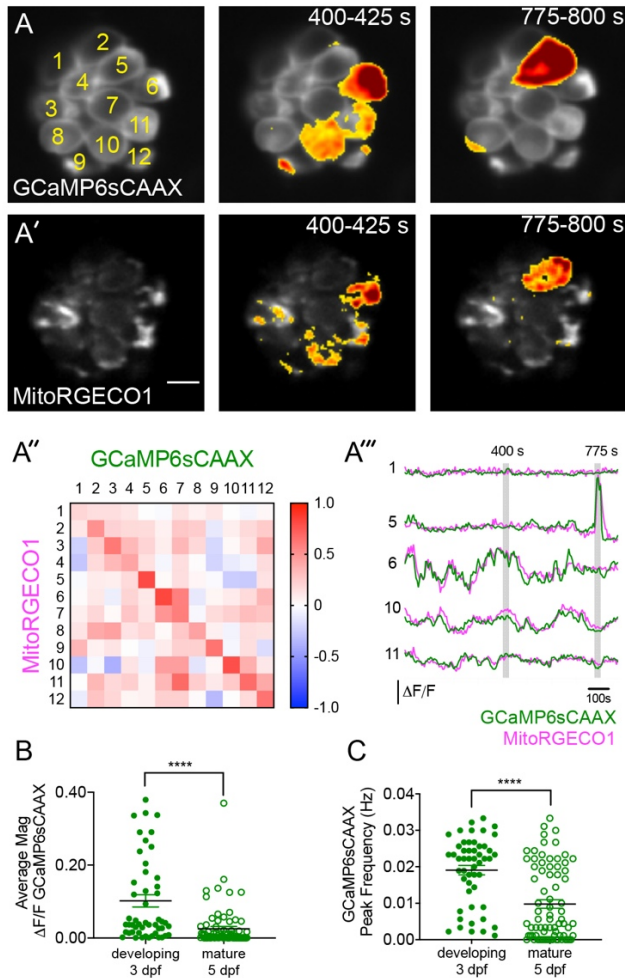 A
1
2
5
4
6
3
7
11
8
10
9
12
GCaMP6sCAAX
400-425 s
775-800 s
A′
MitoRGECO1
400-425 s
775-800 s
A″
GCaMP6sCAAX
1 2 3 4 5 6 7 8 9 10 11 12
MitoRGECO1
1
2
3
4
5
6
7
8
9
10
11
12
1.0
0.5
0
-0.5
-1.0
A‴
400 s
775 s
1
5
6
10
11
ΔF/F
100s
GCaMP6sCAAX
MitoRGECO1
B
****
Average Mag
ΔF/F GCaMP6sCAAX
0.40
0.20
0.00
developing
3 dpf
mature
5 dpf
C
****
GCaMP6sCAAX
Peak Frequency (Hz)
0.04
0.03
0.02
0.01
0.00
developing
3 dpf
mature
5 dpf